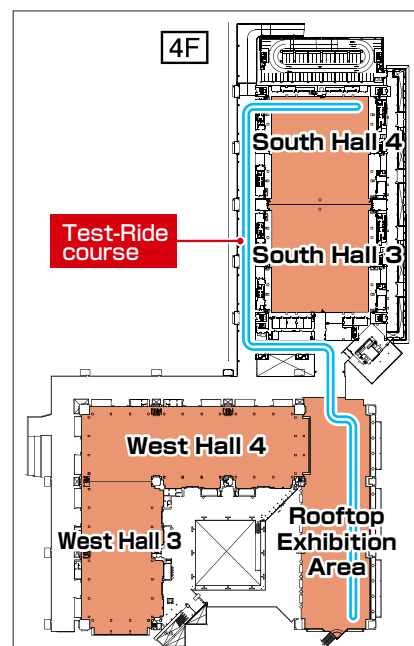 4F
South Hall 4
Test-Ride
course
South Hall 3
West Hall 4
West Hall 3
Rooftop
Exhibition
Area